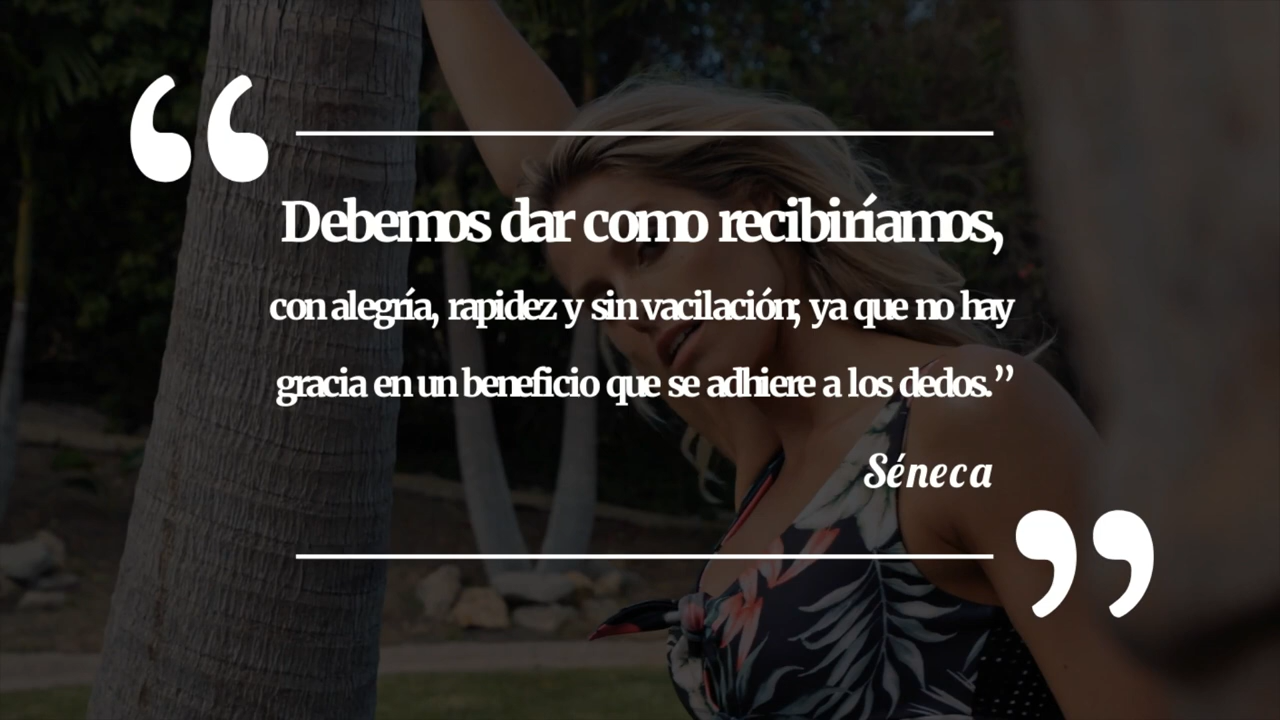 “
Debemos dar como recibiríamos,
con alegría, rapidez y sin vacilación; ya que no hay
gracia en un beneficio que se adhiere a los dedos.”
Séneca
”